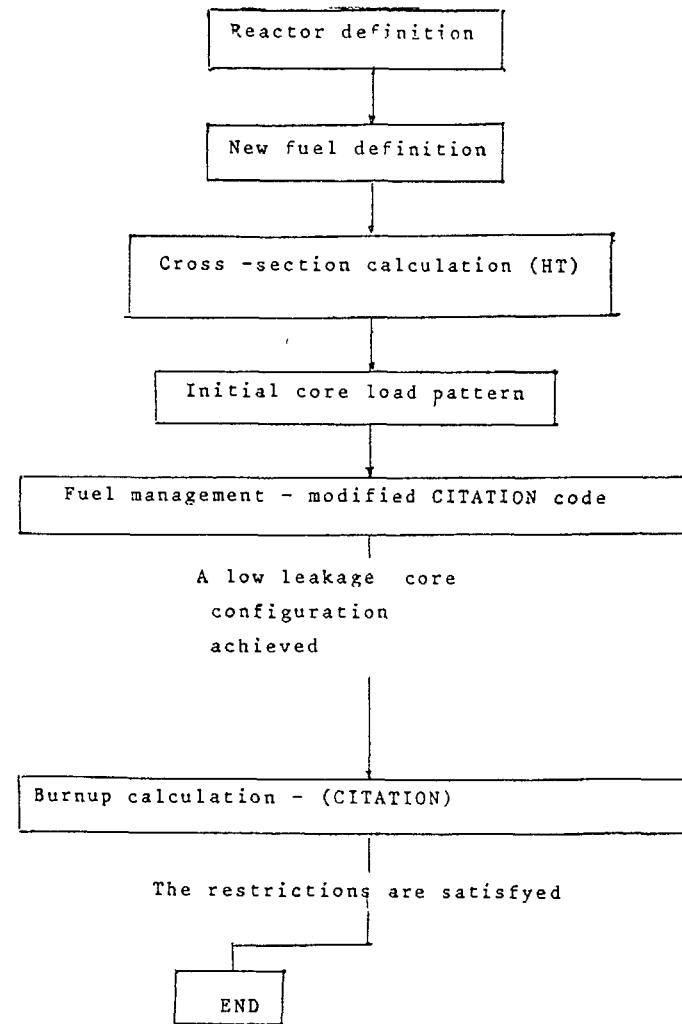 Reactor definition
New fuel definition
Cross -section calculation (HT)
Initial core load pattern
Fuel management - modified CITATION code
A low leakage core
configuration
achieved
Burnup calculation - (CITATION)
The restrictions are satisfyed
END